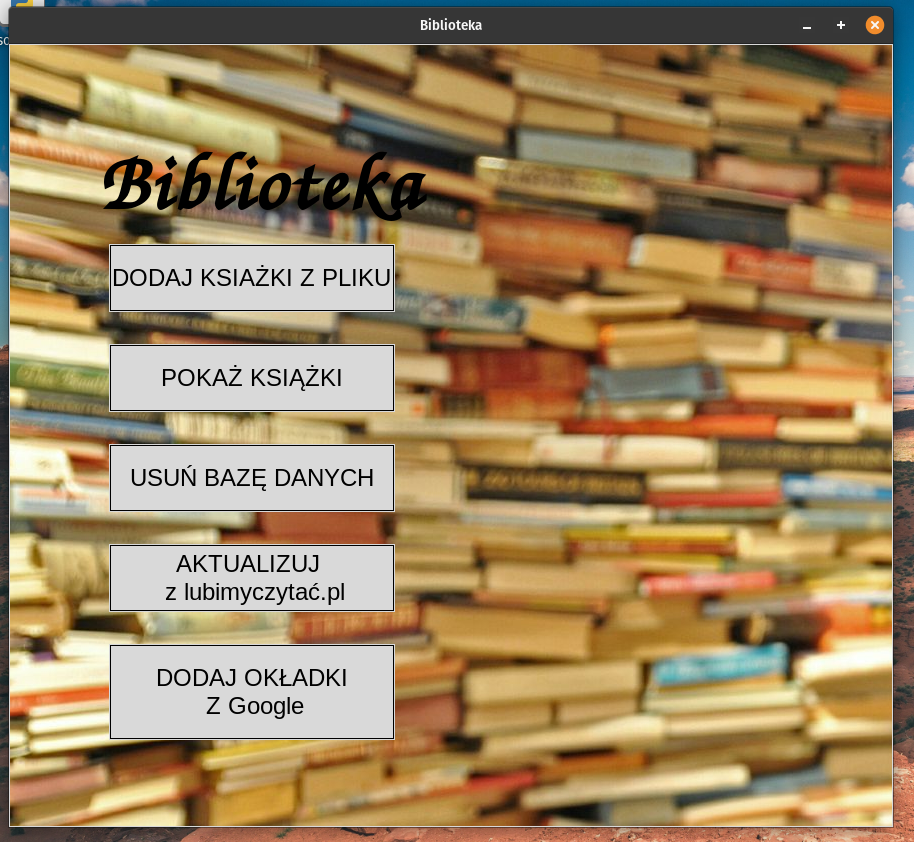 Biblioteka
Biblioteka
DODAJ KSIAŻKI Z PLIKU
POKAŻ KSIĄŻKI
USUŃ BAZĘ DANYCH
AKTUALIZUJ
z lubimyczytać.pl
DODAJ OKŁADKI
Z Google